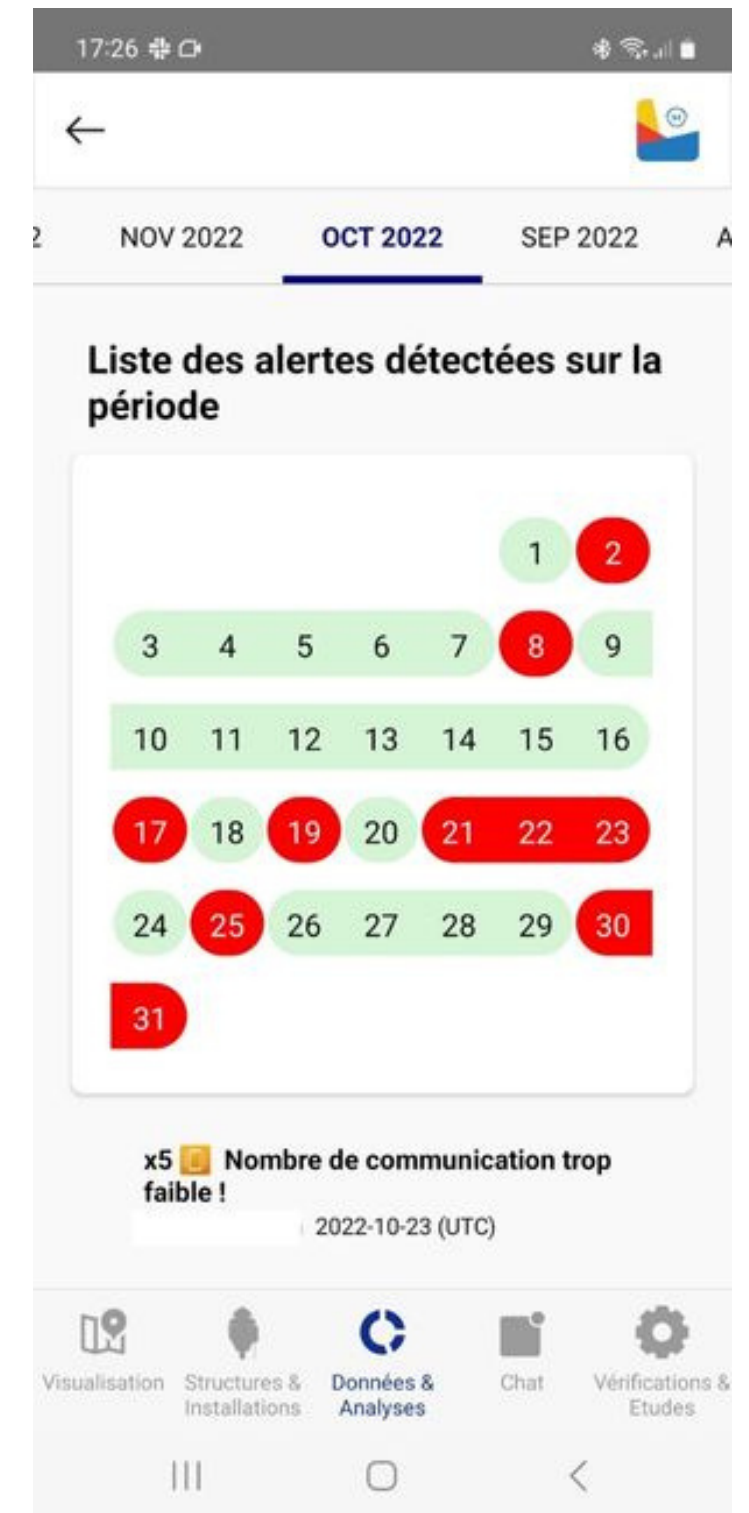 17:26
2 NOV 2022 OCT 2022 SEP 2022 A
Liste des alertes détectées sur la
période
1 2
3 4 5 6 7 8 9
10 11 12 13 14 15 16
17 18 19 20 21 22 23
24 25 26 27 28 29 30
31
x5 Nombre de communication trop
faible !
2022-10-23 (UTC)
Visualisation Structures & Données & Chat Vérifications &
Installations Analyses Etudes